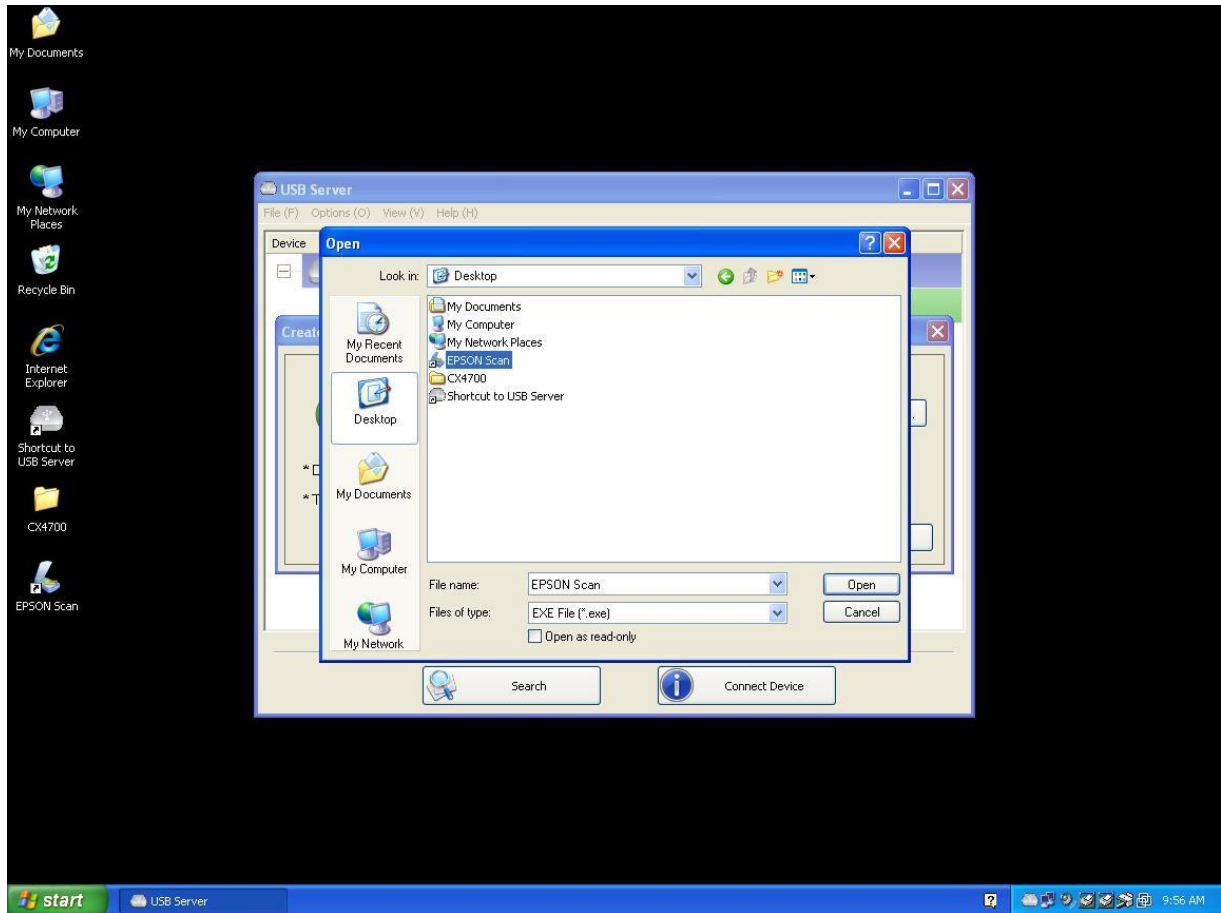 My Documents
My Computer
My Network
Places
Recycle Bin
Internet
Explorer
Shortcut to
USB Server
CX4700
EPSON Scan
USB Server
File (F) Options (O) View (V) Help (H)
Device
Creat
*
*T
Open
Look in: Desktop
My Recent
Documents
Desktop
My Documents
My Computer
My Network
My Documents
My Computer
My Network Places
EPSON Scan
CX4700
Shortcut to USB Server
File name: EPSON Scan Open
Files of type: EXE File (*.exe) Cancel
Open as read-only
Search Connect Device
start USB Server 9:56 AM